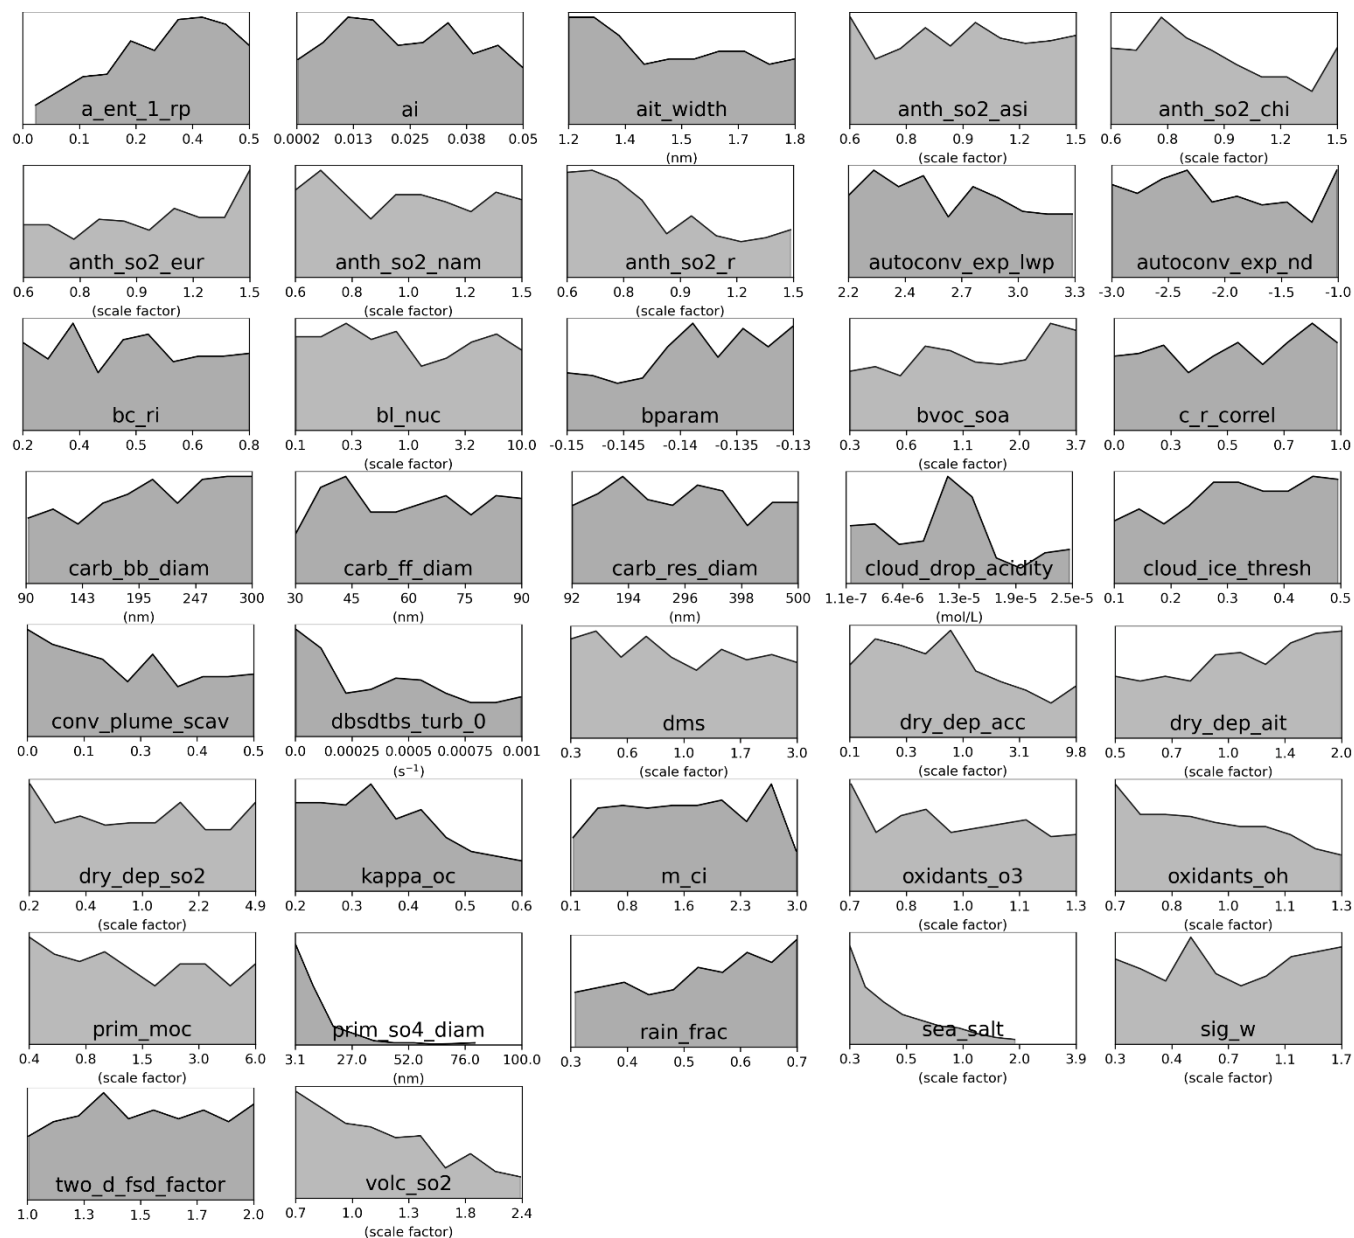 a_ent_1_rp ai ait_width anth_so2_asi anth_so2_chi
0.0 0.1 0.2 0.4 0.5 0.0002 0.013 0.025 0.038 0.05 1.2 1.4 1.5 1.7 1.8 0.6 0.8 0.9 1.2 1.5 0.6 0.8 0.9 1.2 1.5
(nm) (scale factor) (scale factor)
anth_so2_eur anth_so2_nam anth_so2_r autoconv_exp_lwp autoconv_exp_nd
0.6 0.8 0.9 1.2 1.5 0.6 0.8 1.0 1.2 1.5 0.6 0.8 0.9 1.2 1.5 2.2 2.4 2.7 3.0 3.3 -3.0 -2.5 -2.0 -1.5 -1.0
(scale factor) (scale factor) (scale factor)
bc_ri bl_nuc bparam bvoc_soa c_r_correl
0.2 0.4 0.5 0.6 0.8 0.1 0.3 1.0 3.2 10.0 -0.15 -0.145 -0.14 -0.135 -0.13 0.3 0.6 1.1 2.0 3.7 0.0 0.3 0.5 0.7 1.0
(scale factor) (scale factor)
carb_bb_diam carb_ff_diam carb_res_diam cloud_drop_acidity cloud_ice_thresh
90 143 195 247 300 30 45 60 75 90 92 194 296 398 500 1.1e-7 6.4e-6 1.3e-5 1.9e-5 2.5e-5 0.1 0.2 0.3 0.4 0.5
(nm) (nm) (nm) (mol/L)
conv_plume_scav dbsdtbs_turb_0 dms dry_dep_acc dry_dep_ait
0.0 0.1 0.3 0.4 0.5 0.0 0.00025 0.0005 0.00075 0.001 0.3 0.6 1.0 1.7 3.0 0.1 0.3 1.0 3.1 9.8 0.5 0.7 1.0 1.4 2.0
(s⁻¹) (scale factor) (scale factor) (scale factor)
dry_dep_so2 kappa_oc m_ci oxidants_o3 oxidants_oh
0.2 0.4 1.0 2.2 4.9 0.2 0.3 0.4 0.5 0.6 0.1 0.8 1.6 2.3 3.0 0.7 0.8 1.0 1.1 1.3 0.7 0.8 1.0 1.1 1.3
(scale factor) (scale factor) (scale factor)
prim_moc prim_so4_diam rain_frac sea_salt sig_w
0.4 0.8 1.5 3.0 6.0 3.1 27.0 52.0 76.0 100.0 0.3 0.4 0.5 0.6 0.7 0.3 0.5 1.0 2.0 3.9 0.3 0.4 0.7 1.1 1.7
(scale factor) (nm) (scale factor) (scale factor)
two_d_fsd_factor volc_so2
1.0 1.3 1.5 1.7 2.0 0.7 1.0 1.3 1.8 2.4
(scale factor)